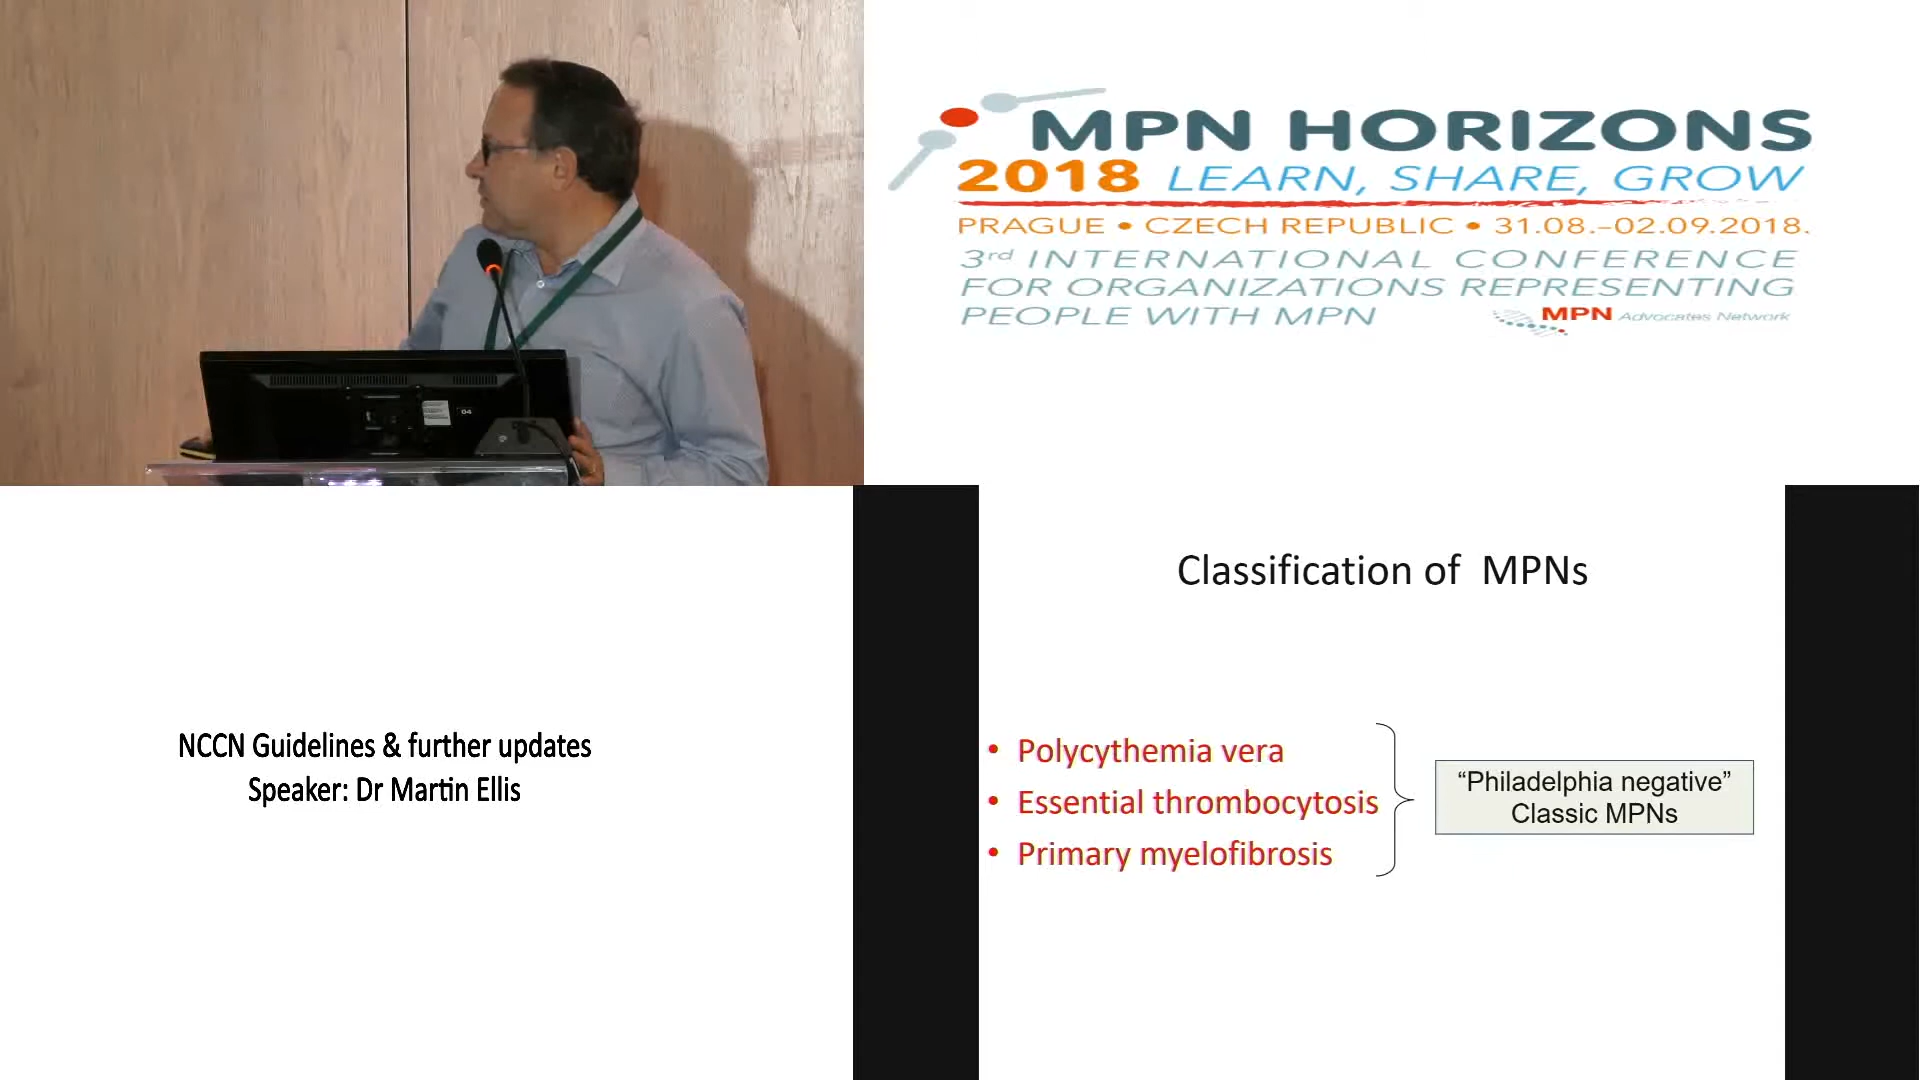 MPN HORIZONS
2018 LEARN, SHARE, GROW
PRAGUE • CZECH REPUBLIC • 31.08.–02.09.2018.
3rd INTERNATIONAL CONFERENCE
FOR ORGANIZATIONS REPRESENTING
PEOPLE WITH MPN
MPN Advocates Network
04
NCCN Guidelines & further updates
Speaker: Dr Martin Ellis
Classification of MPNs
• Polycythemia vera
• Essential thrombocytosis
• Primary myelofibrosis
“Philadelphia negative”
Classic MPNs